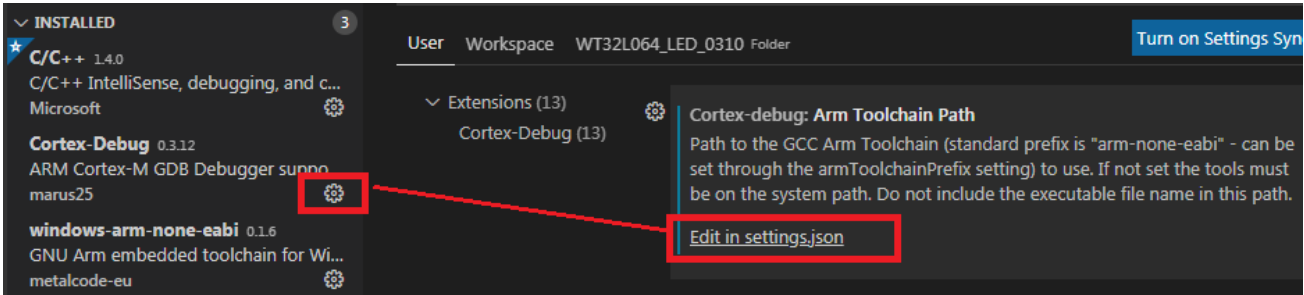 INSTALLED 3
C/C++ 1.4.0
C/C++ IntelliSense, debugging, and c...
Microsoft
Cortex-Debug 0.3.12
ARM Cortex-M GDB Debugger suppo...
marus25
windows-arm-none-eabi 0.1.6
GNU Arm embedded toolchain for Wi...
metalcode-eu
User Workspace WT32L064_LED_0310 Folder
Turn on Settings Syn
Extensions (13)
Cortex-Debug (13)
Cortex-debug: Arm Toolchain Path
Path to the GCC Arm Toolchain (standard prefix is "arm-none-eabi" - can be
set through the armToolchainPrefix setting) to use. If not set the tools must
be on the system path. Do not include the executable file name in this path.
Edit in settings.json